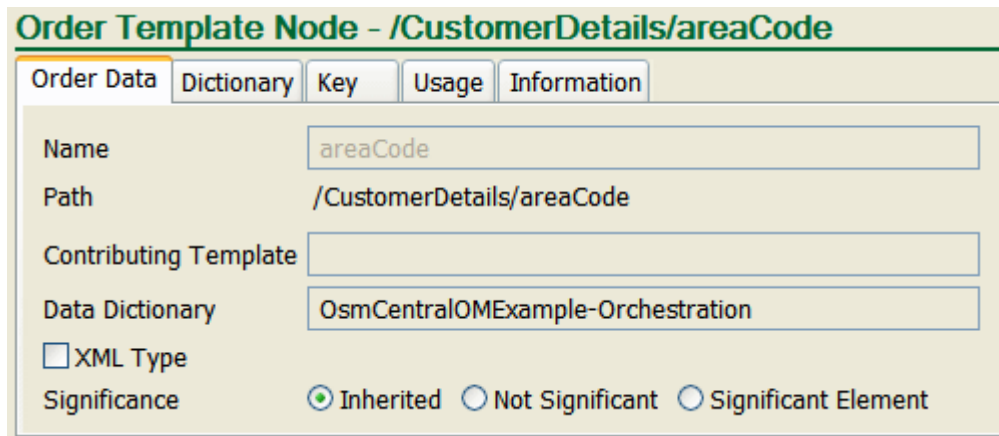 Order Template Node - /CustomerDetails/areaCode
Order Data Dictionary Key Usage Information
Name areaCode
Path /CustomerDetails/areaCode
Contributing Template
Data Dictionary OsmCentralOMExample-Orchestration
XML Type
Significance Inherited Not Significant Significant Element